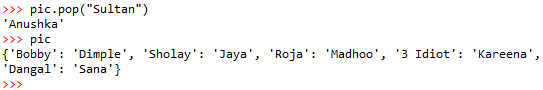 >>> pic.pop("Sultan")
'Anushka'
>>> pic
{'Bobby': 'Dimple', 'Sholay': 'Jaya', 'Roja': 'Madhoo', '3 Idiot': 'Kareena',
'Dangal': 'Sana'}
>>>